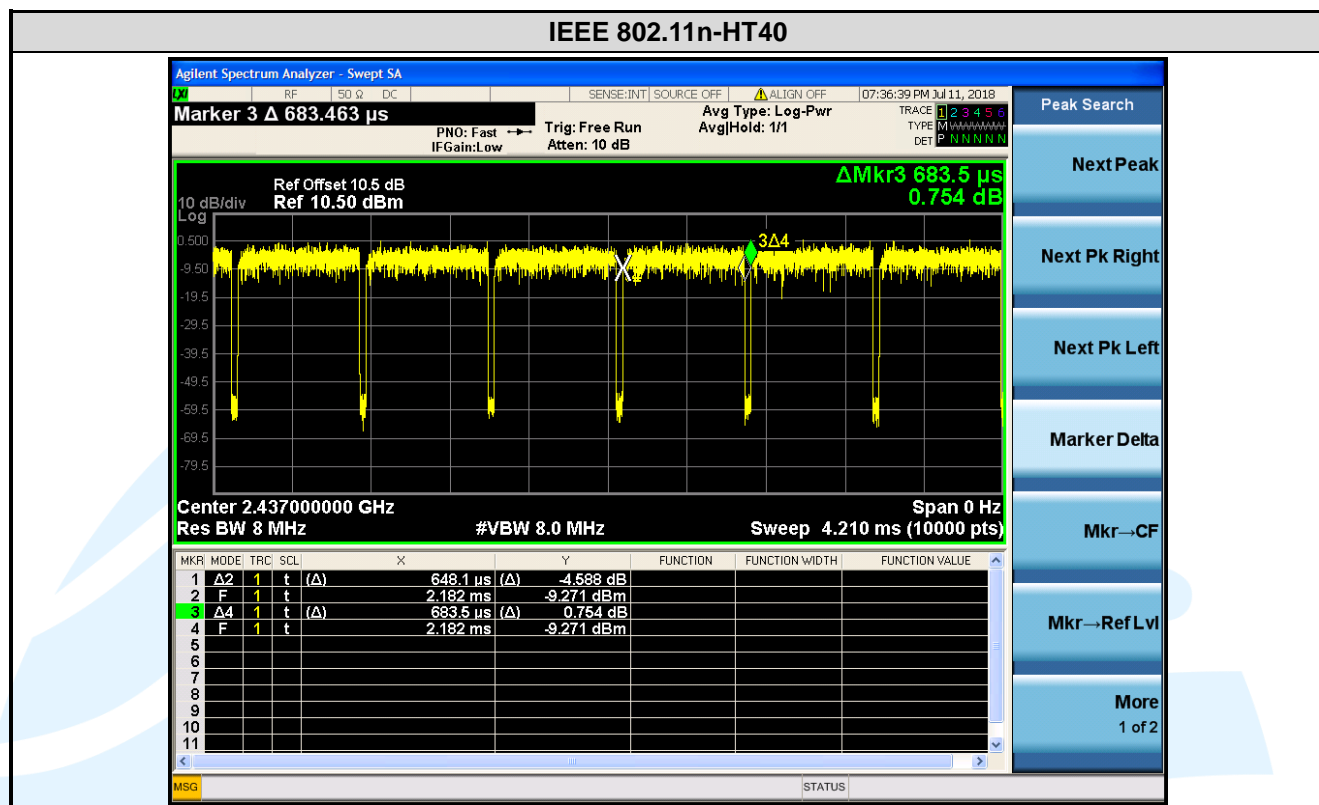 IEEE 802.11n-HT40
Agilent Spectrum Analyzer - Swept SA
LXI RF 50 Ω DC SENSE:INT SOURCE OFF ALIGN OFF 07:36:39 PM Jul 11, 2018
Marker 3 Δ 683.463 µs
PNO: Fast
IFGain:Low
Trig: Free Run
Atten: 10 dB
Avg Type: Log-Pwr
Avg|Hold: 1/1
TRACE 1 2 3 4 5 6
TYPE M
DET P N N N N N
Peak Search
Next Peak
Next Pk Right
Next Pk Left
Marker Delta
Mkr→CF
Mkr→Ref Lvl
More
1 of 2
ΔMkr3 683.5 µs
0.754 dB
Ref Offset 10.5 dB
10 dB/div Ref 10.50 dBm
Log
0.500
-9.50
-19.5
-29.5
-39.5
-49.5
-59.5
-69.5
-79.5
3Δ4
Center 2.437000000 GHz Span 0 Hz
Res BW 8 MHz #VBW 8.0 MHz Sweep 4.210 ms (10000 pts)
MKR MODE TRC SCL X Y FUNCTION FUNCTION WIDTH FUNCTION VALUE
1 Δ2 1 t (Δ) 648.1 µs (Δ) -4.588 dB
2 F 1 t 2.182 ms -9.271 dBm
3 Δ4 1 t (Δ) 683.5 µs (Δ) 0.754 dB
4 F 1 t 2.182 ms -9.271 dBm
5
6
7
8
9
10
11
MSG STATUS